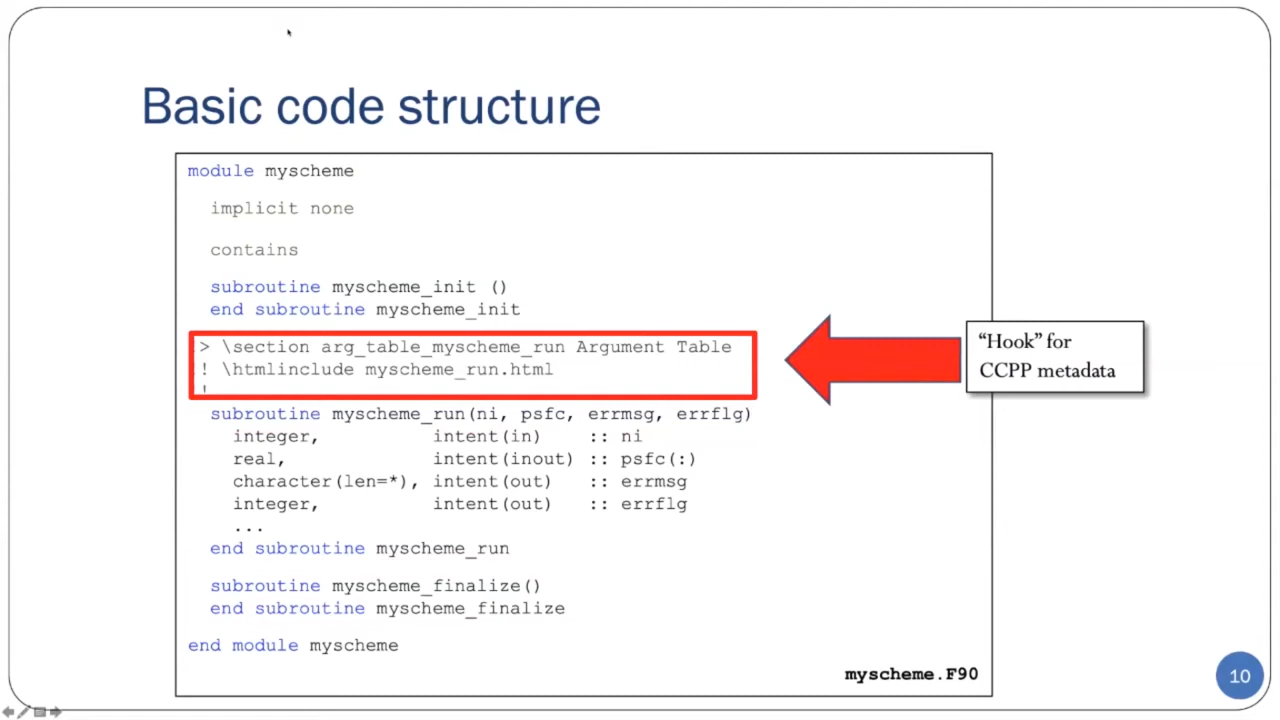 Basic code structure
module myscheme
implicit none
contains
subroutine myscheme_init ()
end subroutine myscheme_init
> \section arg_table_myscheme_run Argument Table
! \htmlinclude myscheme_run.html
!
subroutine myscheme_run(ni, psfc, errmsg, errflg)
integer, intent(in) :: ni
real, intent(inout) :: psfc(:)
character(len=*), intent(out) :: errmsg
integer, intent(out) :: errflg
...
end subroutine myscheme_run
subroutine myscheme_finalize()
end subroutine myscheme_finalize
end module myscheme
myscheme.F90
“Hook” for
CCPP metadata
10